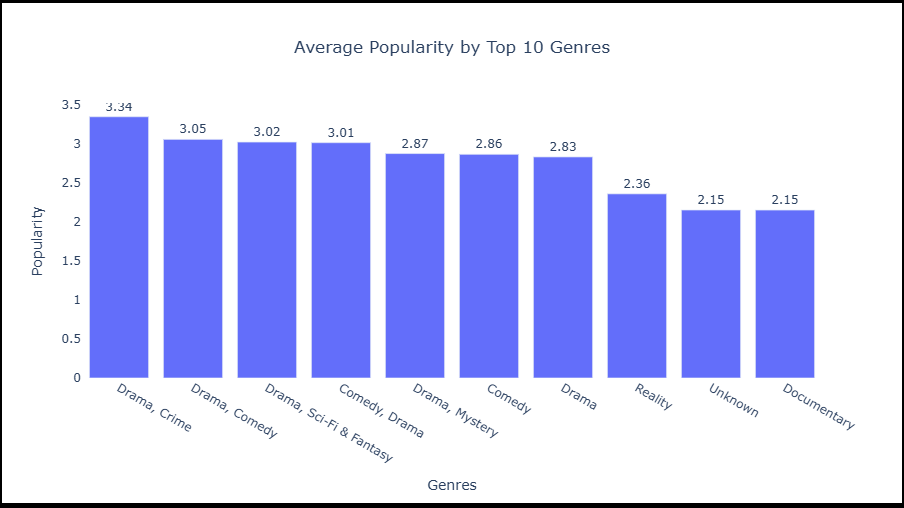 Average Popularity by Top 10 Genres
3.5
3
2.5
2
1.5
1
0.5
0
Popularity
3.34
3.05
3.02
3.01
2.87
2.86
2.83
2.36
2.15
2.15
Drama, Crime
Drama, Comedy
Drama, Sci-Fi & Fantasy
Comedy, Drama
Drama, Mystery
Comedy
Drama
Reality
Unknown
Documentary
Genres